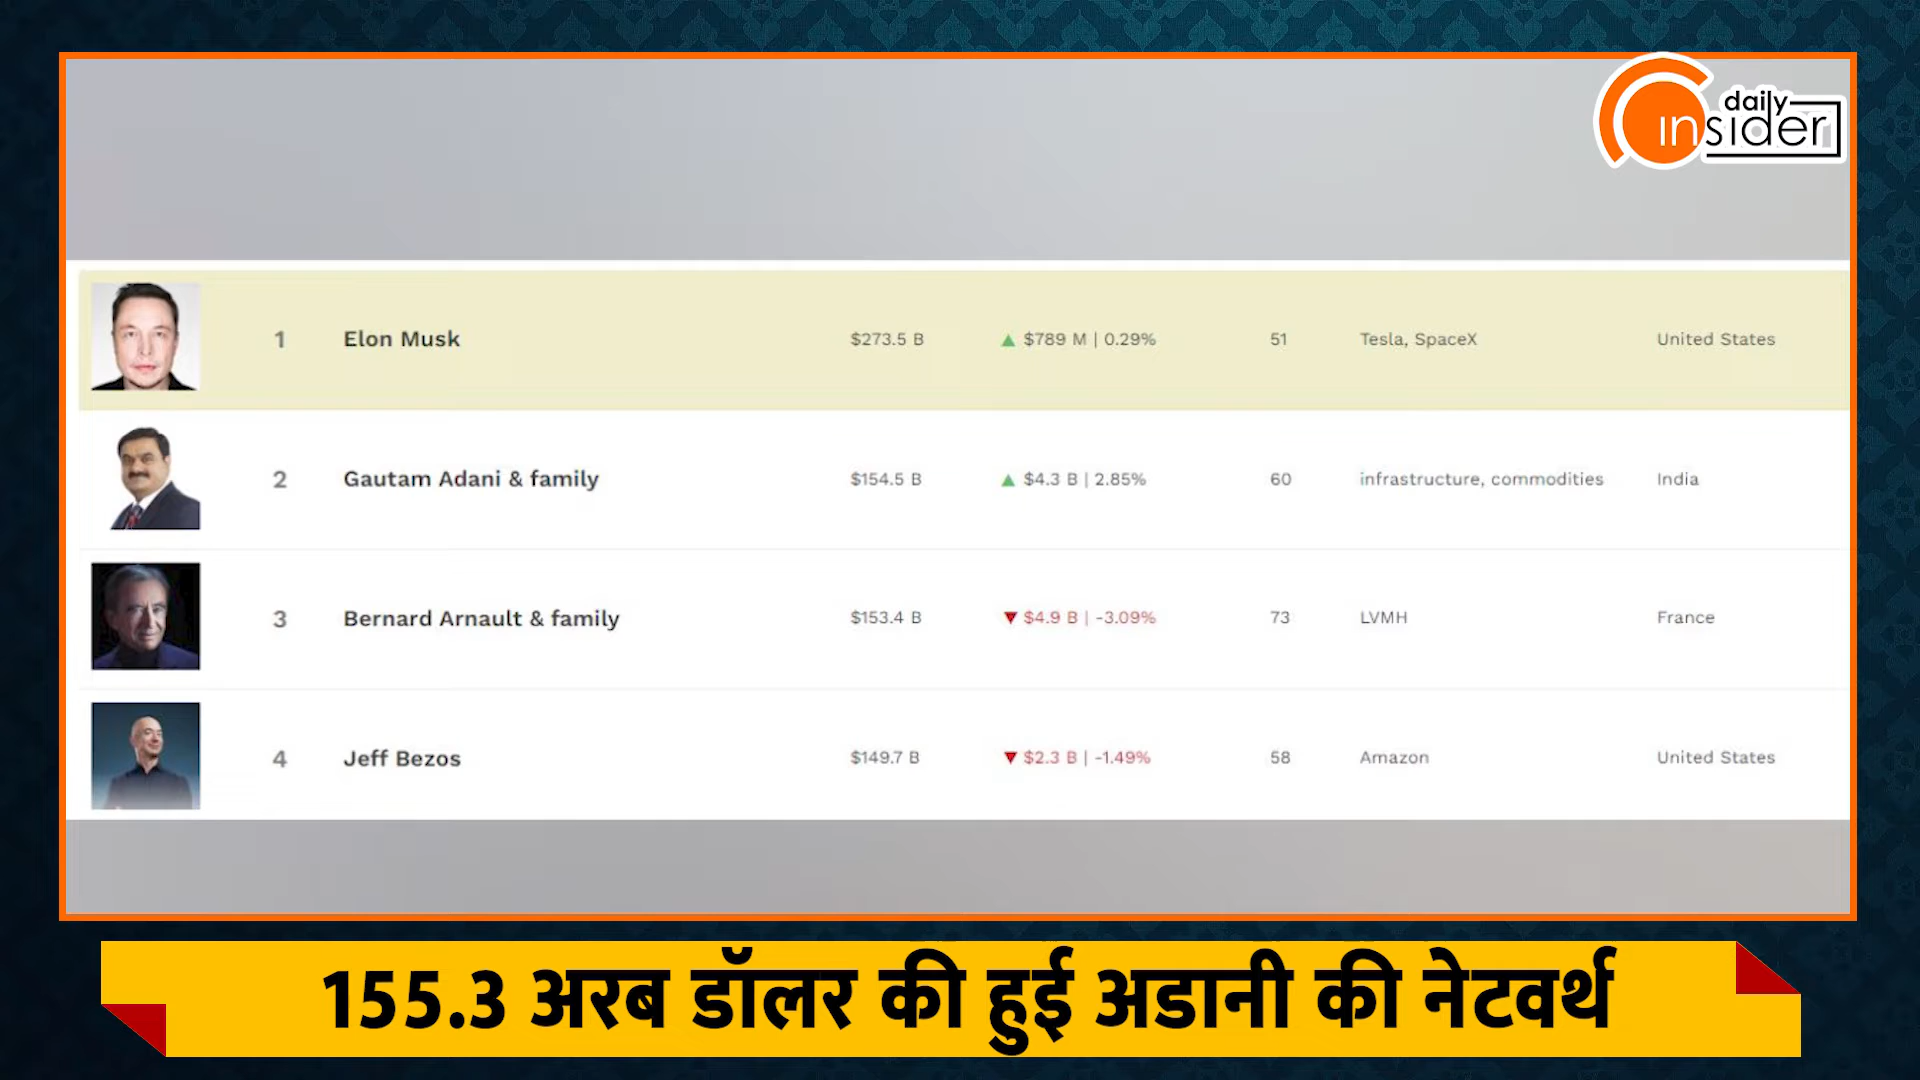 daily
insider
1 Elon Musk $273.5 B ▲ $789 M | 0.29% 51 Tesla, SpaceX United States
2 Gautam Adani & family $154.5 B ▲ $4.3 B | 2.85% 60 infrastructure, commodities India
3 Bernard Arnault & family $153.4 B ▼ $4.9 B | -3.09% 73 LVMH France
4 Jeff Bezos $149.7 B ▼ $2.3 B | -1.49% 58 Amazon United States
155.3 अरब डॉलर की हुई अडानी की नेटवर्थ